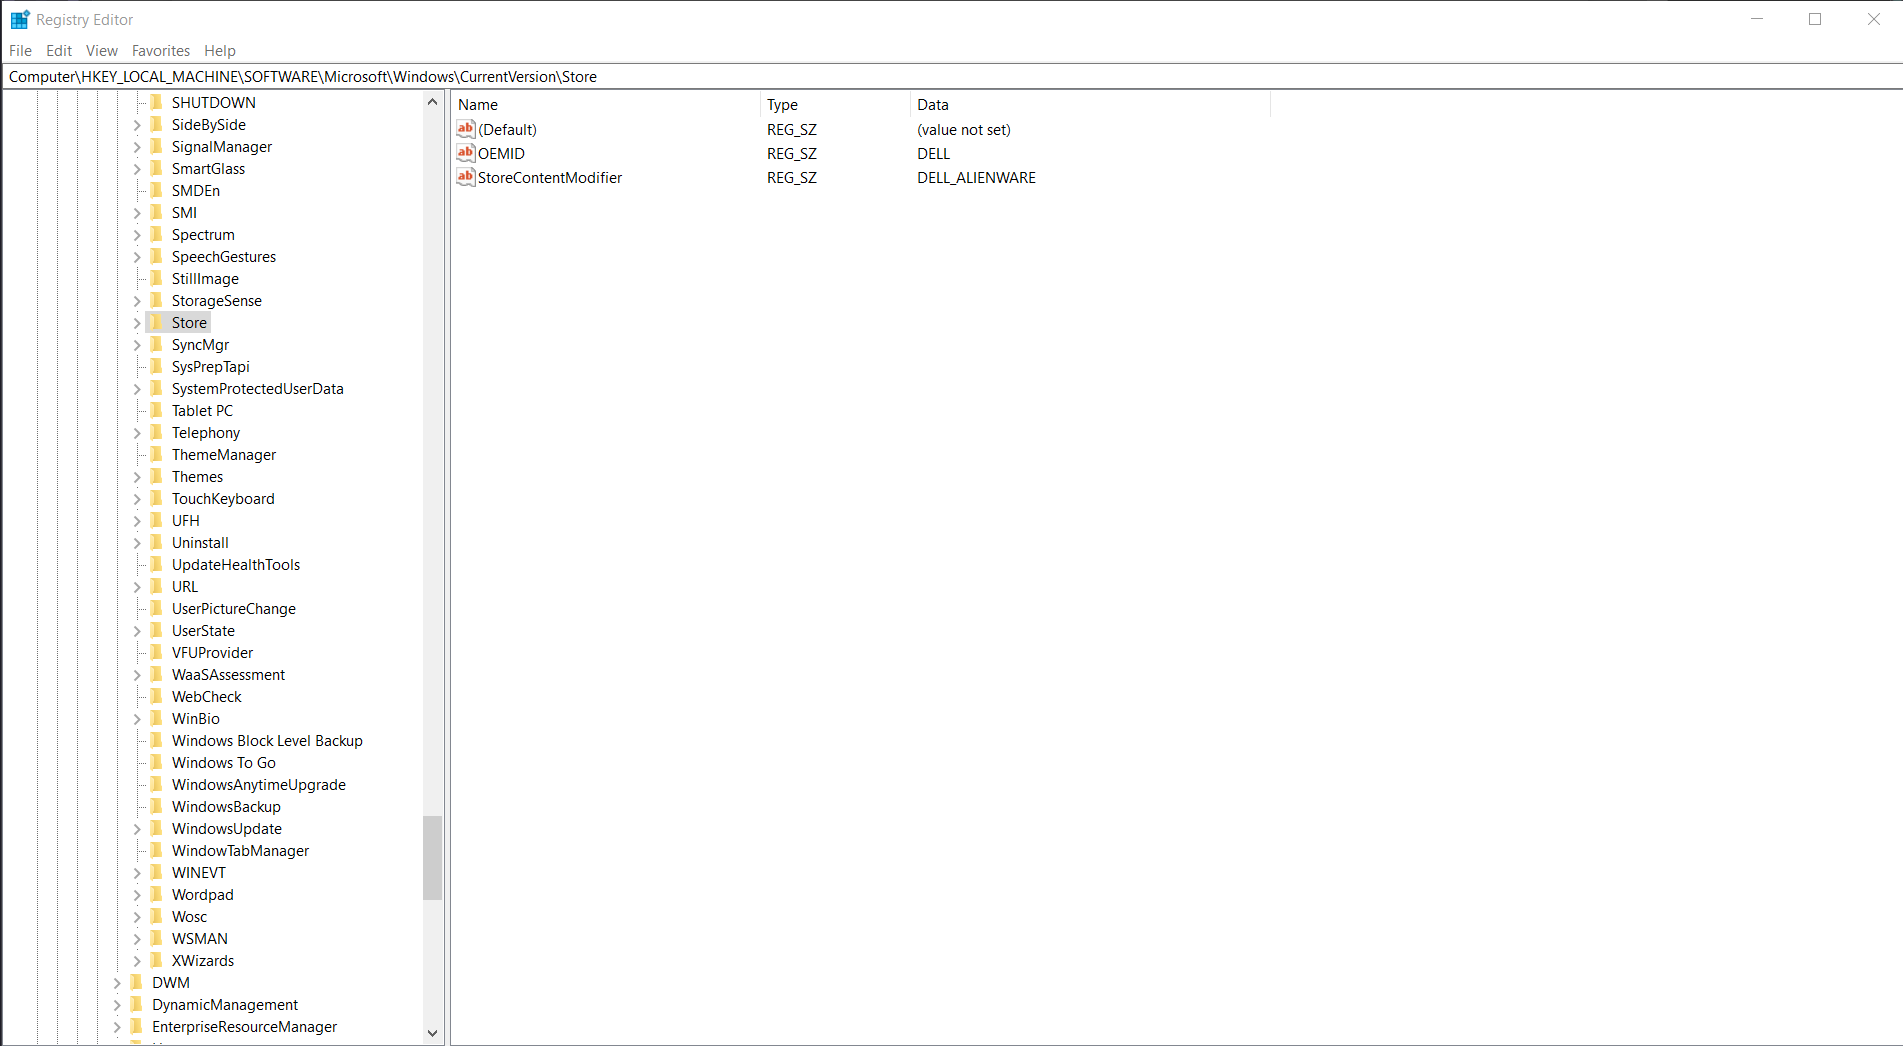 Registry Editor
File Edit View Favorites Help
Computer\HKEY_LOCAL_MACHINE\SOFTWARE\Microsoft\Windows\CurrentVersion\Store
SHUTDOWN
SideBySide
SignalManager
SmartGlass
SMDEn
SMI
Spectrum
SpeechGestures
StillImage
StorageSense
Store
SyncMgr
SysPrepTapi
SystemProtectedUserData
Tablet PC
Telephony
ThemeManager
Themes
TouchKeyboard
UFH
Uninstall
UpdateHealthTools
URL
UserPictureChange
UserState
VFUProvider
WaaSAssessment
WebCheck
WinBio
Windows Block Level Backup
Windows To Go
WindowsAnytimeUpgrade
WindowsBackup
WindowsUpdate
WindowTabManager
WINEVT
Wordpad
Wosc
WSMAN
XWizards
DWM
DynamicManagement
EnterpriseResourceManager
Name Type Data
ab (Default) REG_SZ (value not set)
ab OEMID REG_SZ DELL
ab StoreContentModifier REG_SZ DELL_ALIENWARE